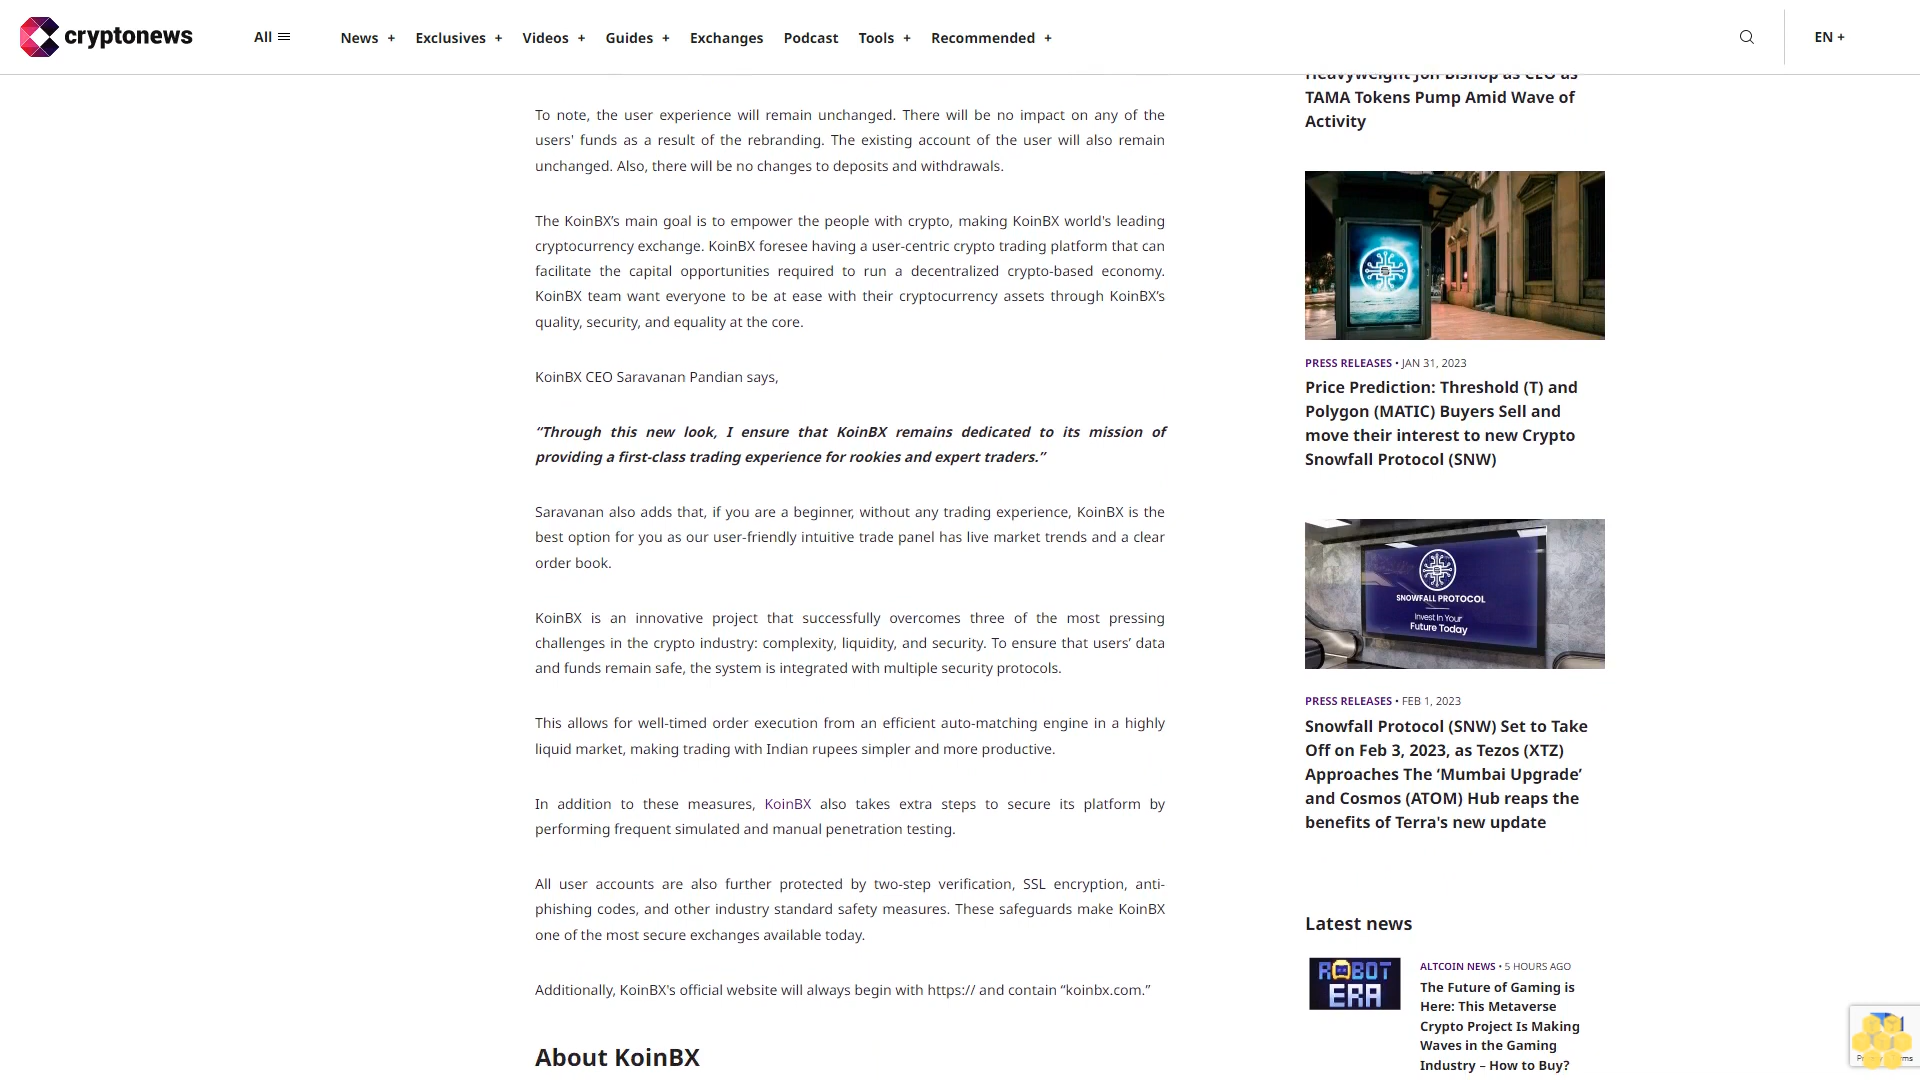 cryptonews
All
News +
Exclusives +
Videos +
Guides +
Exchanges
Podcast
Tools +
Recommended +
EN +
To note, the user experience will remain unchanged. There will be no impact on any of the
users' funds as a result of the rebranding. The existing account of the user will also remain
unchanged. Also, there will be no changes to deposits and withdrawals.
The KoinBX’s main goal is to empower the people with crypto, making KoinBX world's leading
cryptocurrency exchange. KoinBX foresee having a user-centric crypto trading platform that can
facilitate the capital opportunities required to run a decentralized crypto-based economy.
KoinBX team want everyone to be at ease with their cryptocurrency assets through KoinBX’s
quality, security, and equality at the core.
KoinBX CEO Saravanan Pandian says,
“Through this new look, I ensure that KoinBX remains dedicated to its mission of
providing a first-class trading experience for rookies and expert traders.”
Saravanan also adds that, if you are a beginner, without any trading experience, KoinBX is the
best option for you as our user-friendly intuitive trade panel has live market trends and a clear
order book.
KoinBX is an innovative project that successfully overcomes three of the most pressing
challenges in the crypto industry: complexity, liquidity, and security. To ensure that users’ data
and funds remain safe, the system is integrated with multiple security protocols.
This allows for well-timed order execution from an efficient auto-matching engine in a highly
liquid market, making trading with Indian rupees simpler and more productive.
In addition to these measures, KoinBX also takes extra steps to secure its platform by
performing frequent simulated and manual penetration testing.
All user accounts are also further protected by two-step verification, SSL encryption, anti-
phishing codes, and other industry standard safety measures. These safeguards make KoinBX
one of the most secure exchanges available today.
Additionally, KoinBX's official website will always begin with https:// and contain “koinbx.com.”
About KoinBX
Heavyweight Jon Bishop as CEO as
TAMA Tokens Pump Amid Wave of
Activity
PRESS RELEASES • JAN 31, 2023
Price Prediction: Threshold (T) and
Polygon (MATIC) Buyers Sell and
move their interest to new Crypto
Snowfall Protocol (SNW)
SNOWFALL PROTOCOL
Invest In Your
Future Today
PRESS RELEASES • FEB 1, 2023
Snowfall Protocol (SNW) Set to Take
Off on Feb 3, 2023, as Tezos (XTZ)
Approaches The ‘Mumbai Upgrade’
and Cosmos (ATOM) Hub reaps the
benefits of Terra's new update
Latest news
ROBOT
ERA
ALTCOIN NEWS • 5 HOURS AGO
The Future of Gaming is
Here: This Metaverse
Crypto Project Is Making
Waves in the Gaming
Industry – How to Buy?